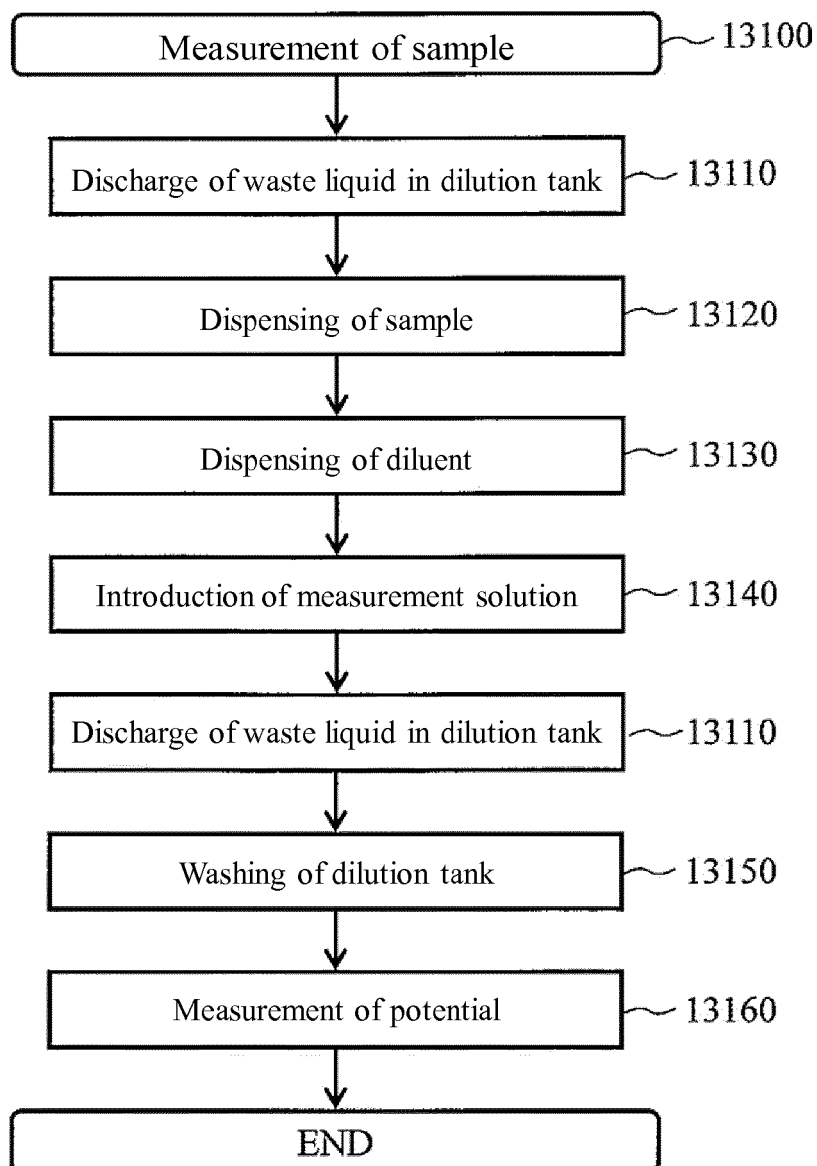 Measurement of sample 13100
Discharge of waste liquid in dilution tank 13110
Dispensing of sample 13120
Dispensing of diluent 13130
Introduction of measurement solution 13140
Discharge of waste liquid in dilution tank 13110
Washing of dilution tank 13150
Measurement of potential 13160
END